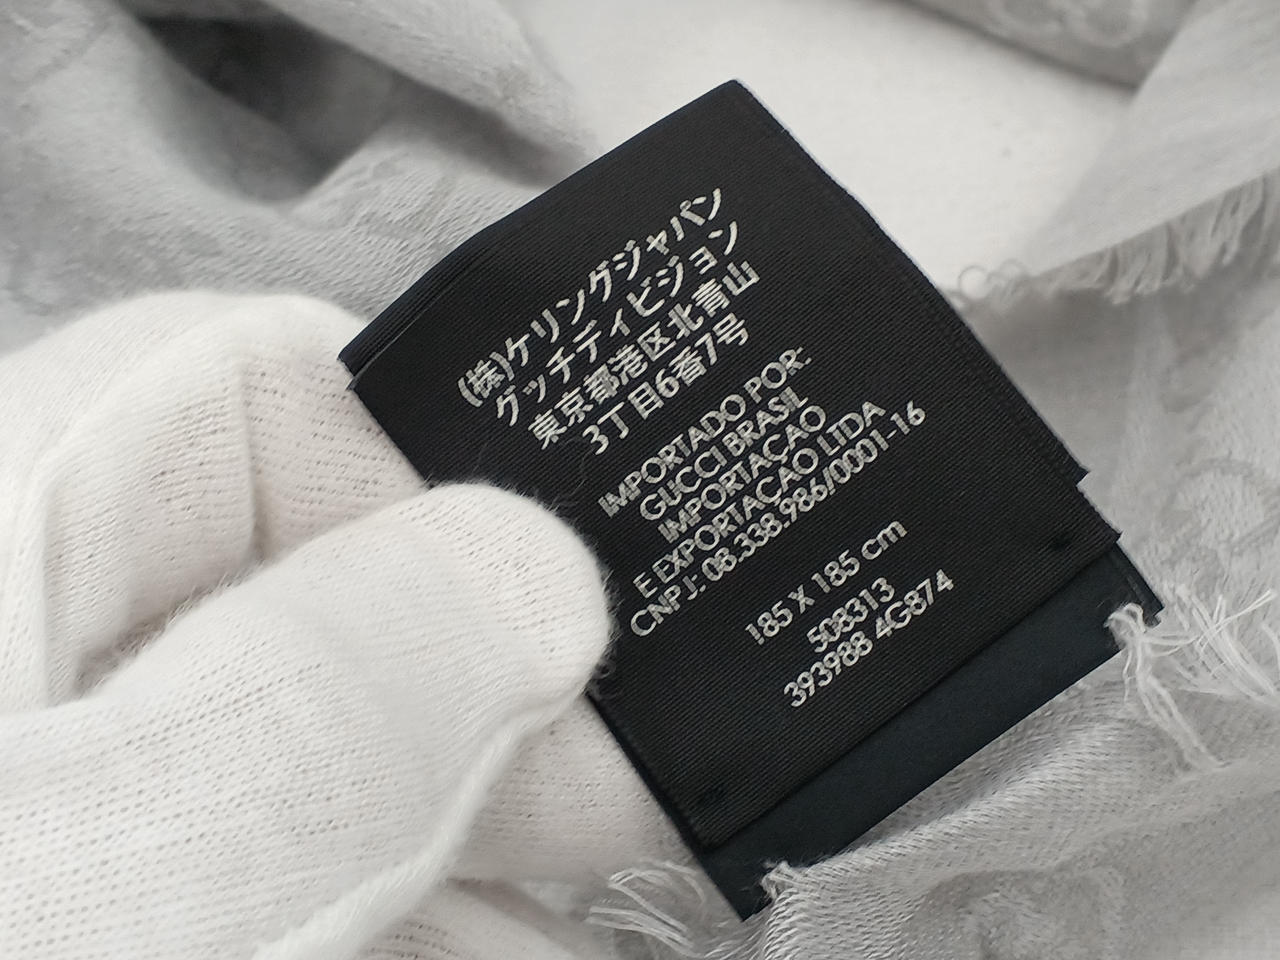 (株)ケリングジャパン
グッチディビジョン
東京都港区北青山
3丁目6番7号
IMPORTADO POR:
GUCCI BRASIL
IMPORTAÇAO
E EXPORTAÇAO LTDA
CNPJ: 08.338.986/0001-16
185 X 185 cm
508313
393988 4G874